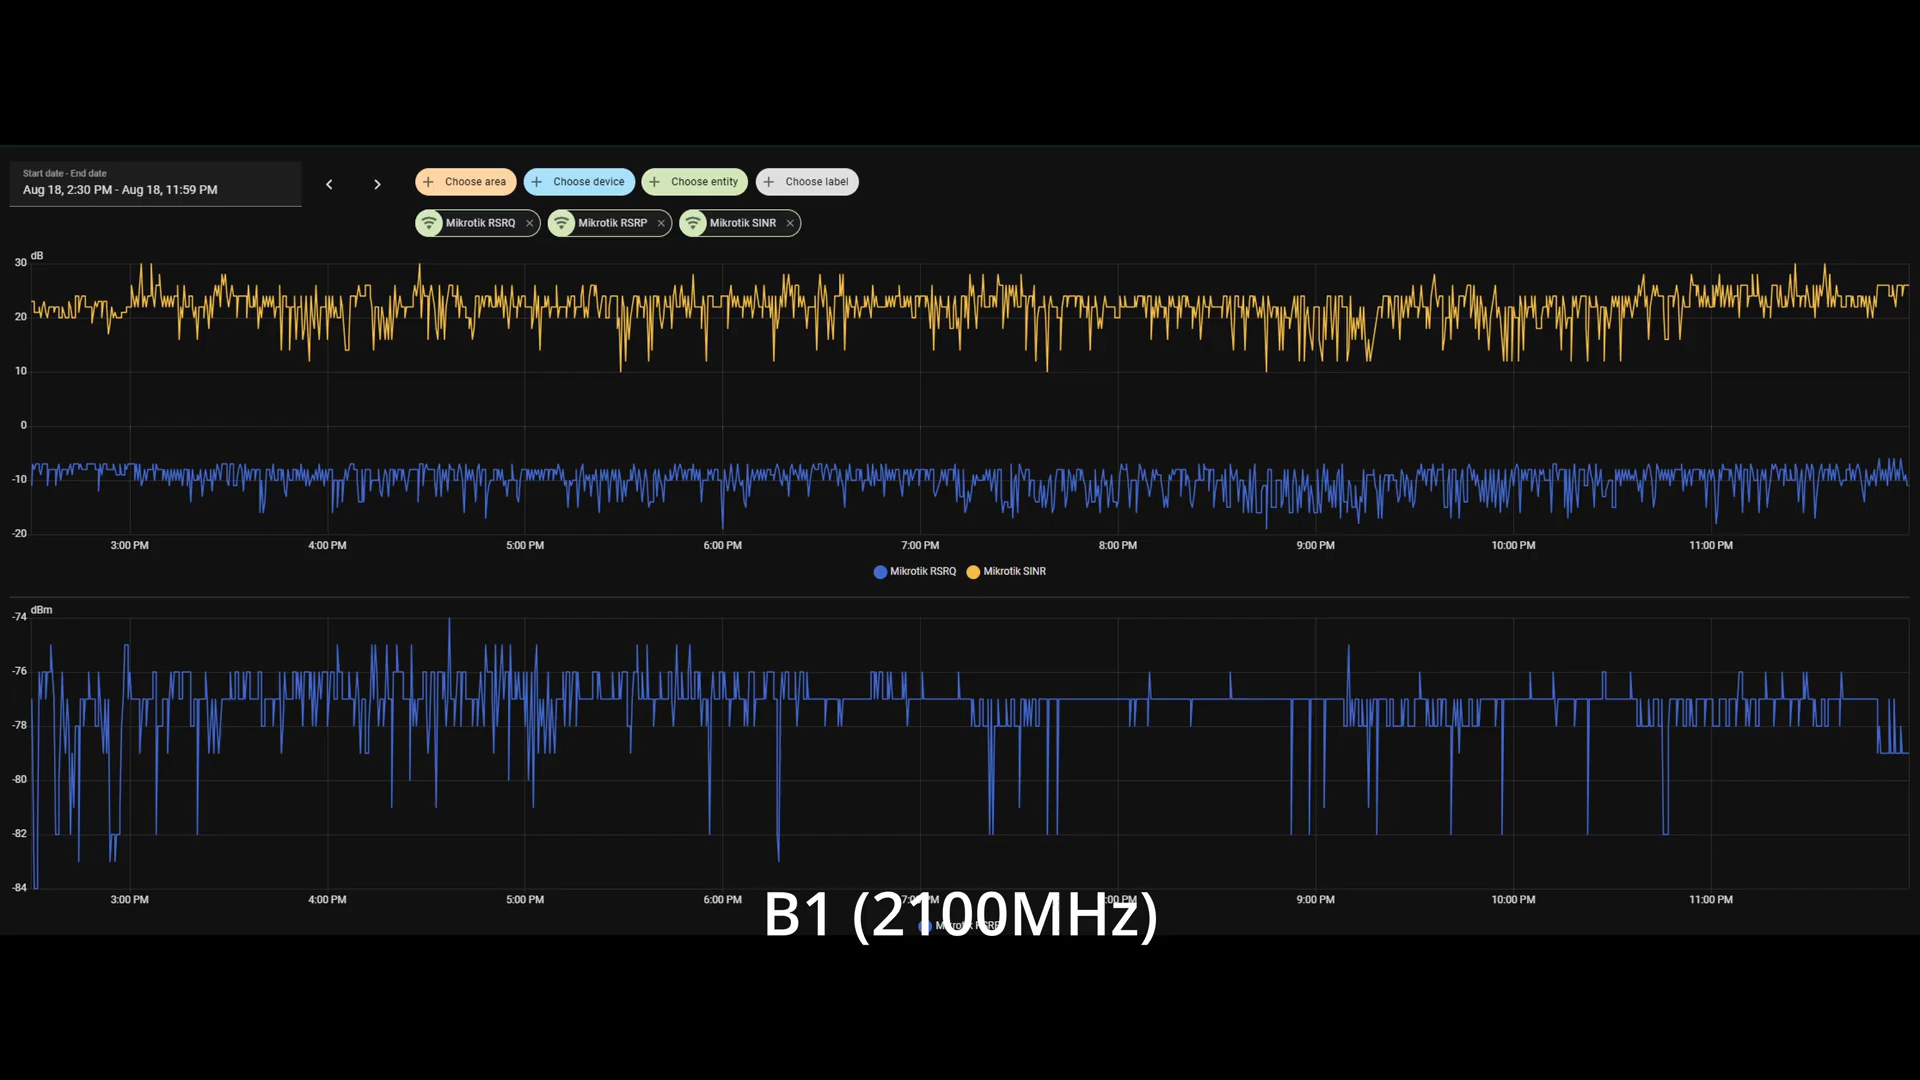 Start date - End date
Aug 18, 2:30 PM - Aug 18, 11:59 PM
Choose area
Choose device
Choose entity
Choose label
Mikrotik RSRQ
Mikrotik RSRP
Mikrotik SINR
dB
30
20
10
0
-10
-20
3:00 PM 4:00 PM 5:00 PM 6:00 PM 7:00 PM 8:00 PM 9:00 PM 10:00 PM 11:00 PM
Mikrotik RSRQ Mikrotik SINR
dBm
-74
-76
-78
-80
-82
-84
3:00 PM 4:00 PM 5:00 PM 6:00 PM 9:00 PM 10:00 PM 11:00 PM
B1 (2100MHz)